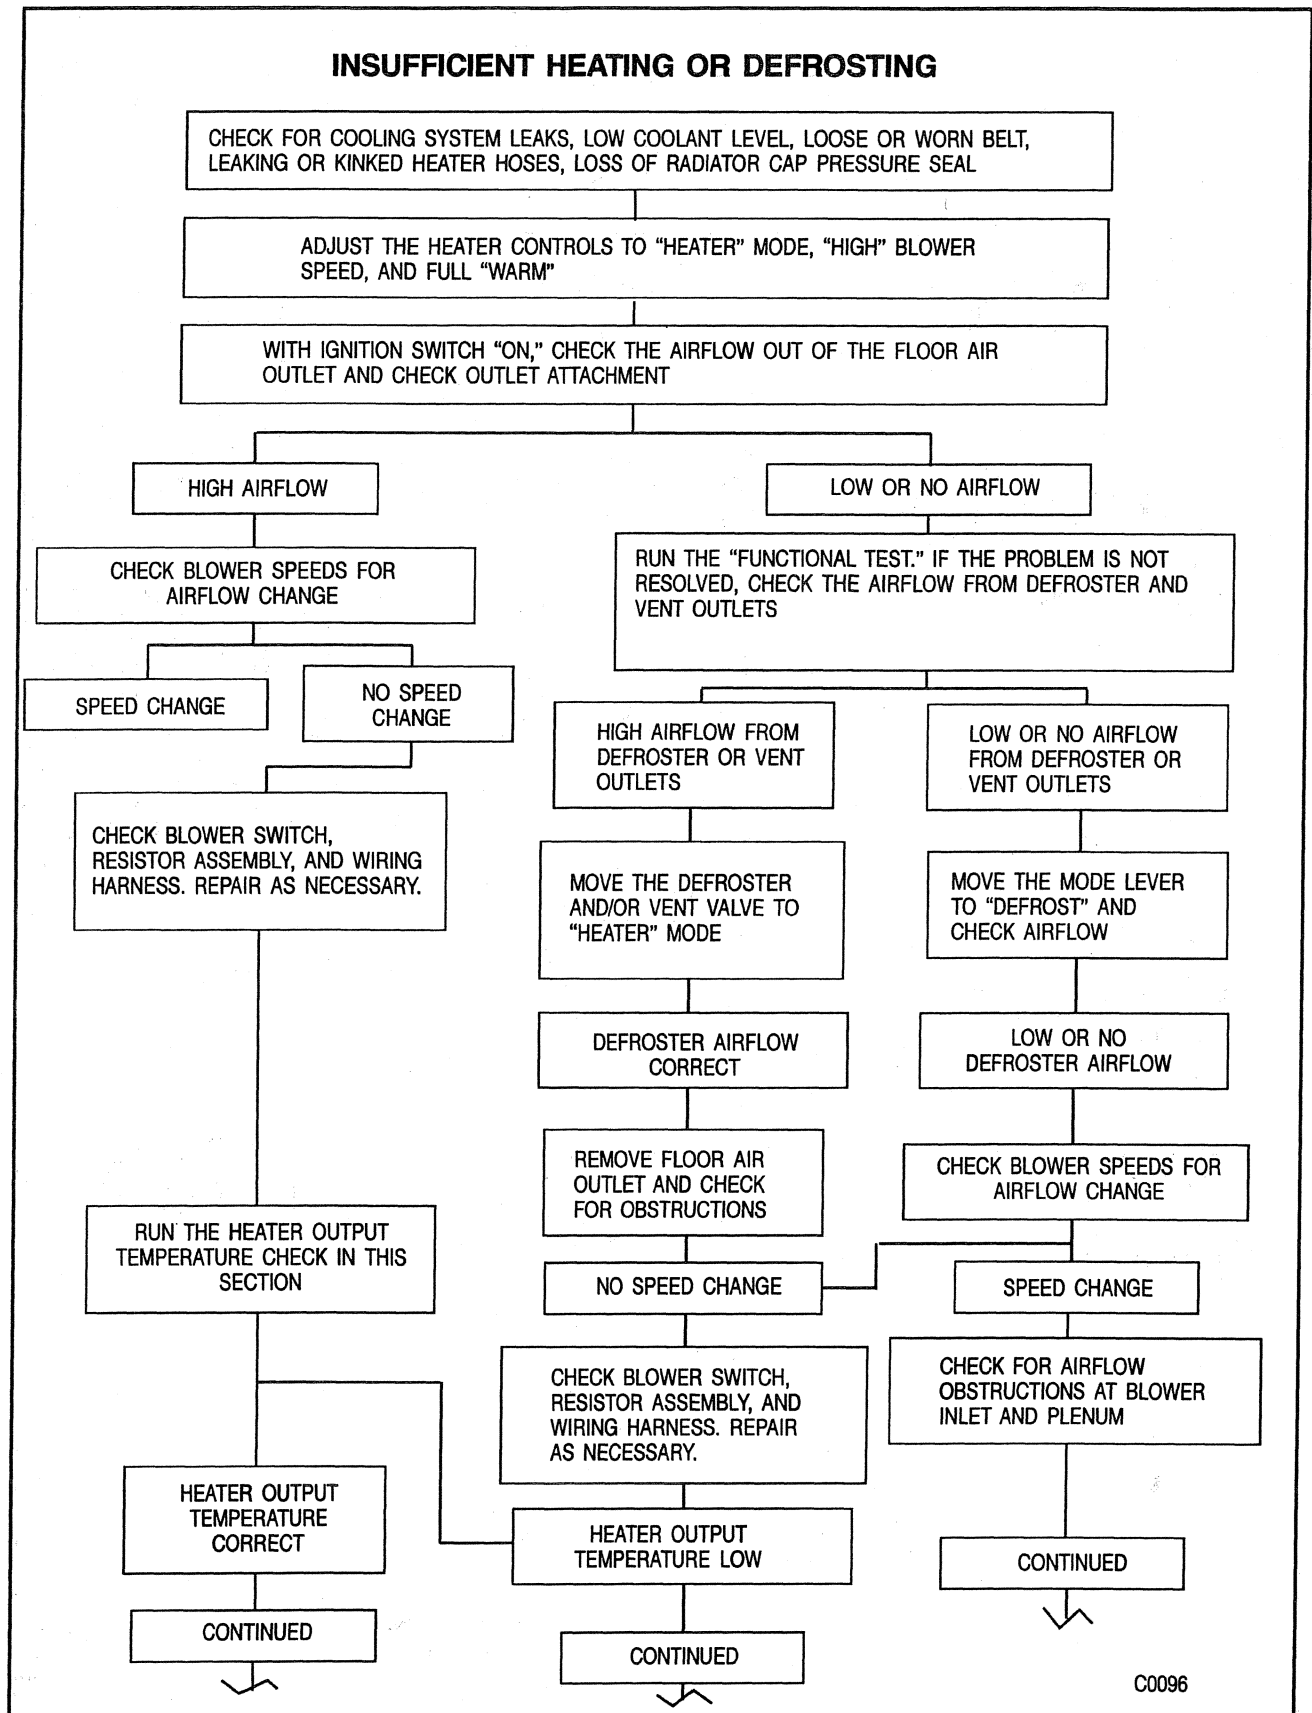 INSUFFICIENT HEATING OR DEFROSTING
CHECK FOR COOLING SYSTEM LEAKS, LOW COOLANT LEVEL, LOOSE OR WORN BELT,
LEAKING OR KINKED HEATER HOSES, LOSS OF RADIATOR CAP PRESSURE SEAL
ADJUST THE HEATER CONTROLS TO “HEATER” MODE, “HIGH” BLOWER
SPEED, AND FULL “WARM”
WITH IGNITION SWITCH “ON,” CHECK THE AIRFLOW OUT OF THE FLOOR AIR
OUTLET AND CHECK OUTLET ATTACHMENT
HIGH AIRFLOW
LOW OR NO AIRFLOW
CHECK BLOWER SPEEDS FOR
AIRFLOW CHANGE
RUN THE “FUNCTIONAL TEST.” IF THE PROBLEM IS NOT
RESOLVED, CHECK THE AIRFLOW FROM DEFROSTER AND
VENT OUTLETS
SPEED CHANGE
NO SPEED
CHANGE
HIGH AIRFLOW FROM
DEFROSTER OR VENT
OUTLETS
LOW OR NO AIRFLOW
FROM DEFROSTER OR
VENT OUTLETS
CHECK BLOWER SWITCH,
RESISTOR ASSEMBLY, AND WIRING
HARNESS. REPAIR AS NECESSARY.
MOVE THE DEFROSTER
AND/OR VENT VALVE TO
“HEATER” MODE
MOVE THE MODE LEVER
TO “DEFROST” AND
CHECK AIRFLOW
DEFROSTER AIRFLOW
CORRECT
LOW OR NO
DEFROSTER AIRFLOW
REMOVE FLOOR AIR
OUTLET AND CHECK
FOR OBSTRUCTIONS
CHECK BLOWER SPEEDS FOR
AIRFLOW CHANGE
RUN THE HEATER OUTPUT
TEMPERATURE CHECK IN THIS
SECTION
NO SPEED CHANGE
SPEED CHANGE
CHECK BLOWER SWITCH,
RESISTOR ASSEMBLY, AND
WIRING HARNESS. REPAIR
AS NECESSARY.
CHECK FOR AIRFLOW
OBSTRUCTIONS AT BLOWER
INLET AND PLENUM
HEATER OUTPUT
TEMPERATURE
CORRECT
HEATER OUTPUT
TEMPERATURE LOW
CONTINUED
CONTINUED
CONTINUED
C0096